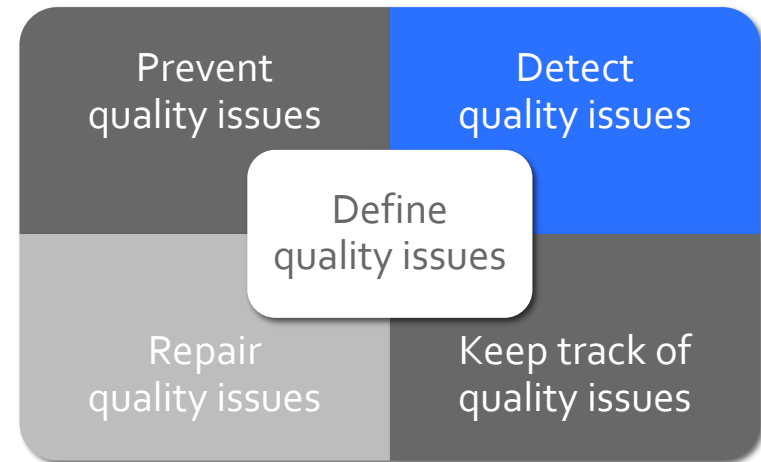 Prevent
quality issues
Detect
quality issues
Define
quality issues
Repair
quality issues
Keep track of
quality issues